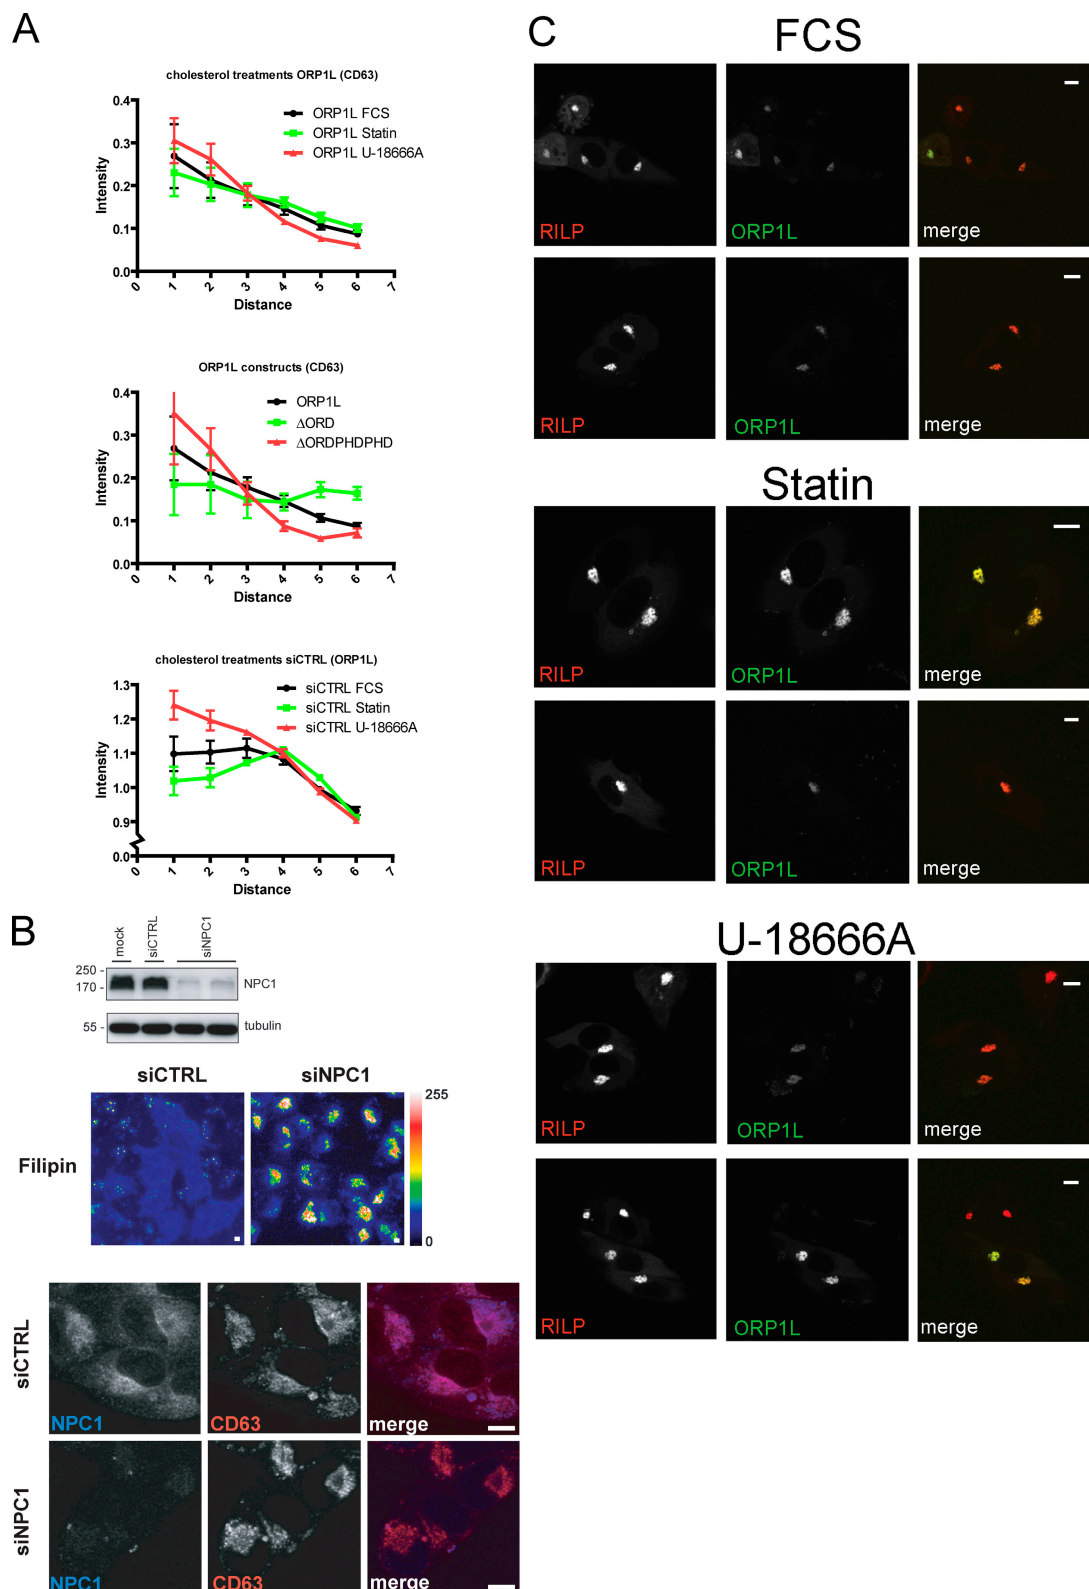 A
cholesterol treatments ORP1L (CD63)
0.4
0.3
0.2
0.1
0.0
Intensity
ORP1L FCS
ORP1L Statin
ORP1L U-18666A
0 1 2 3 4 5 6 7
Distance
ORP1L constructs (CD63)
0.4
0.3
0.2
0.1
0.0
Intensity
ORP1L
ΔORD
ΔORDPHDPHD
0 1 2 3 4 5 6 7
Distance
cholesterol treatments siCTRL (ORP1L)
1.3
1.2
1.1
1.0
0.9
0.0
Intensity
siCTRL FCS
siCTRL Statin
siCTRL U-18666A
0 1 2 3 4 5 6 7
Distance
B
mock
siCTRL
siNPC1
250 -
170 -
NPC1
55 -
tubulin
siCTRL siNPC1
Filipin
255
0
siCTRL
NPC1 CD63 merge
siNPC1
NPC1 CD63 merge
C
FCS
RILP ORP1L merge
RILP ORP1L merge
Statin
RILP ORP1L merge
RILP ORP1L merge
U-18666A
RILP ORP1L merge
RILP ORP1L merge